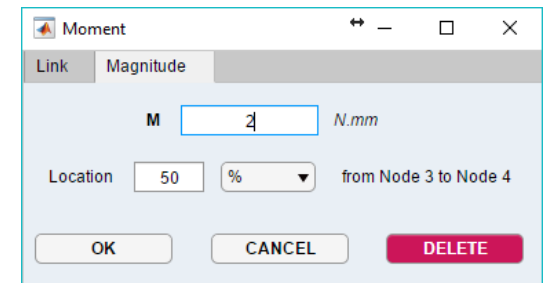 Moment
Link Magnitude
M 2 N.mm
Location 50 % from Node 3 to Node 4
OK CANCEL DELETE